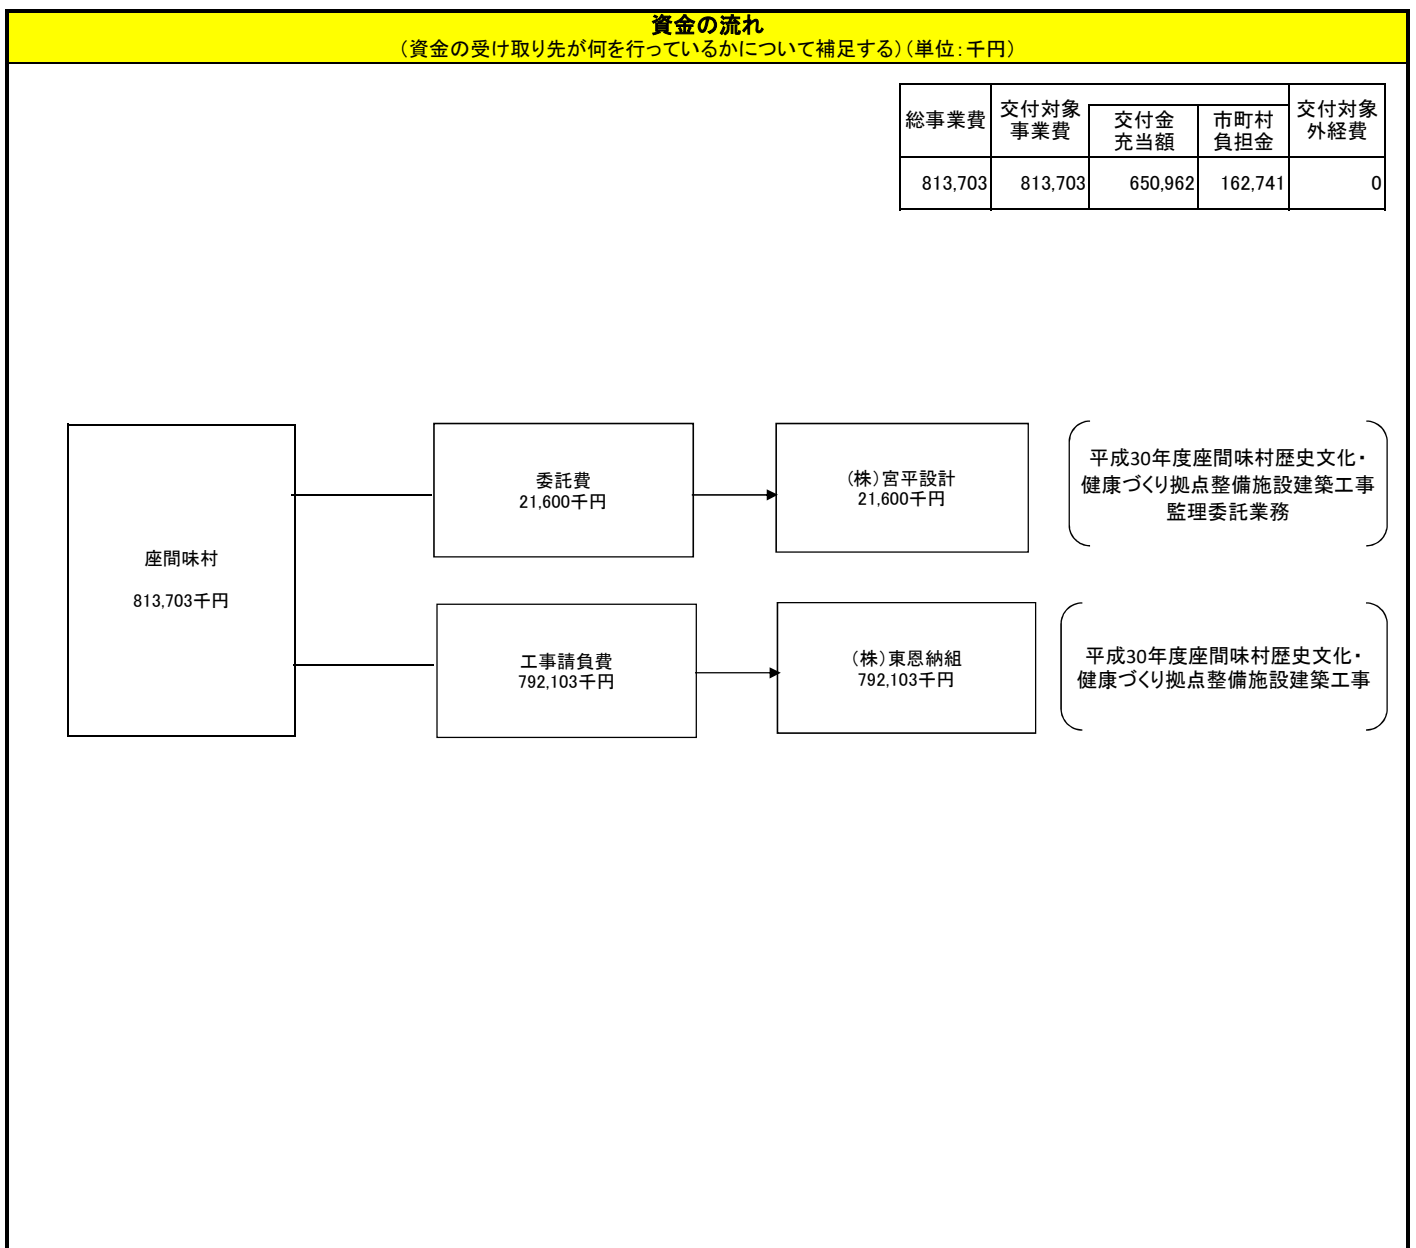 資金の流れ
（資金の受け取り先が何を行っているかについて補足する）（単位：千円）
総事業費
交付対象
事業費
交付金
充当額
市町村
負担金
交付対象
外経費
813,703
813,703
650,962
162,741
0
座間味村
813,703千円
委託費
21,600千円
（株）宮平設計
21,600千円
平成30年度座間味村歴史文化・
健康づくり拠点整備施設建築工事
監理委託業務
工事請負費
792,103千円
（株）東恩納組
792,103千円
平成30年度座間味村歴史文化・
健康づくり拠点整備施設建築工事